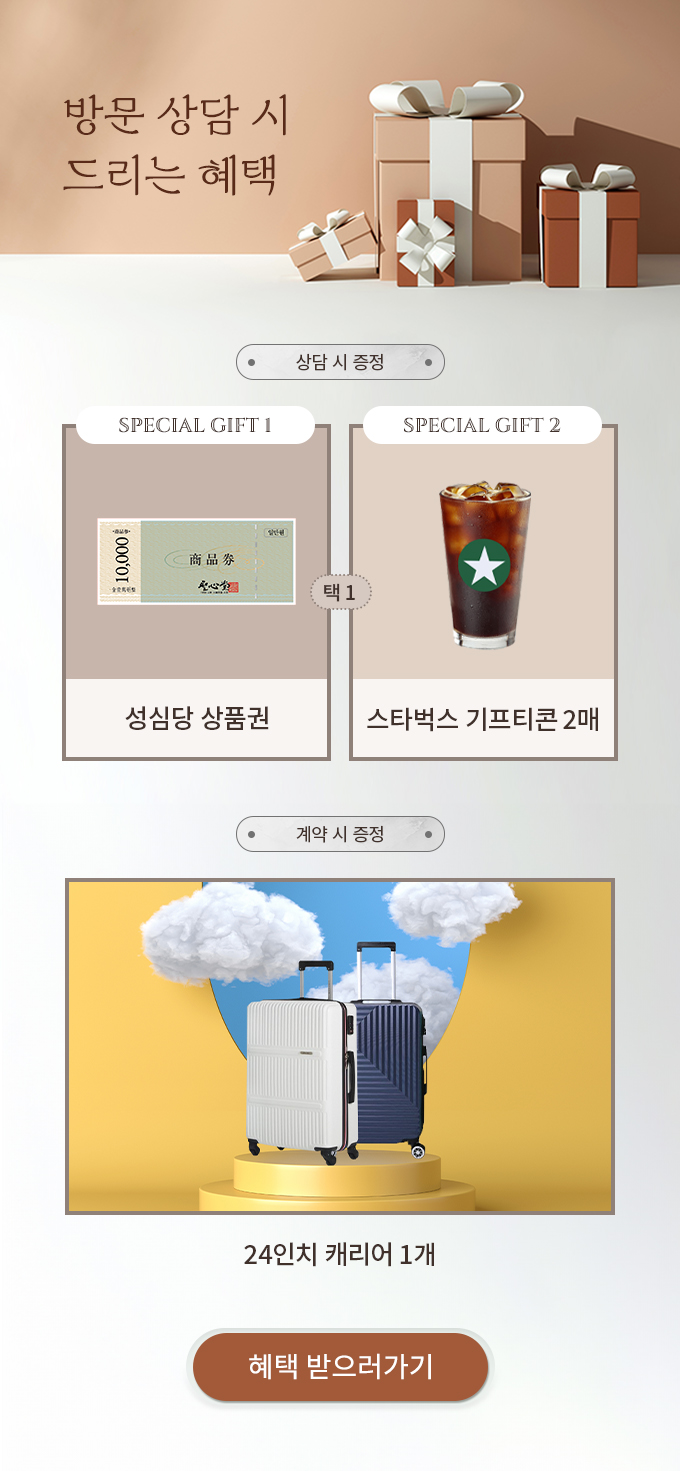 방문 상담 시
드리는 혜택
상담 시 증정
SPECIAL GIFT 1
SPECIAL GIFT 2
10,000
商品券
일만원
택 1
성심당 상품권
스타벅스 기프티콘 2매
계약 시 증정
24인치 캐리어 1개
혜택 받으러가기